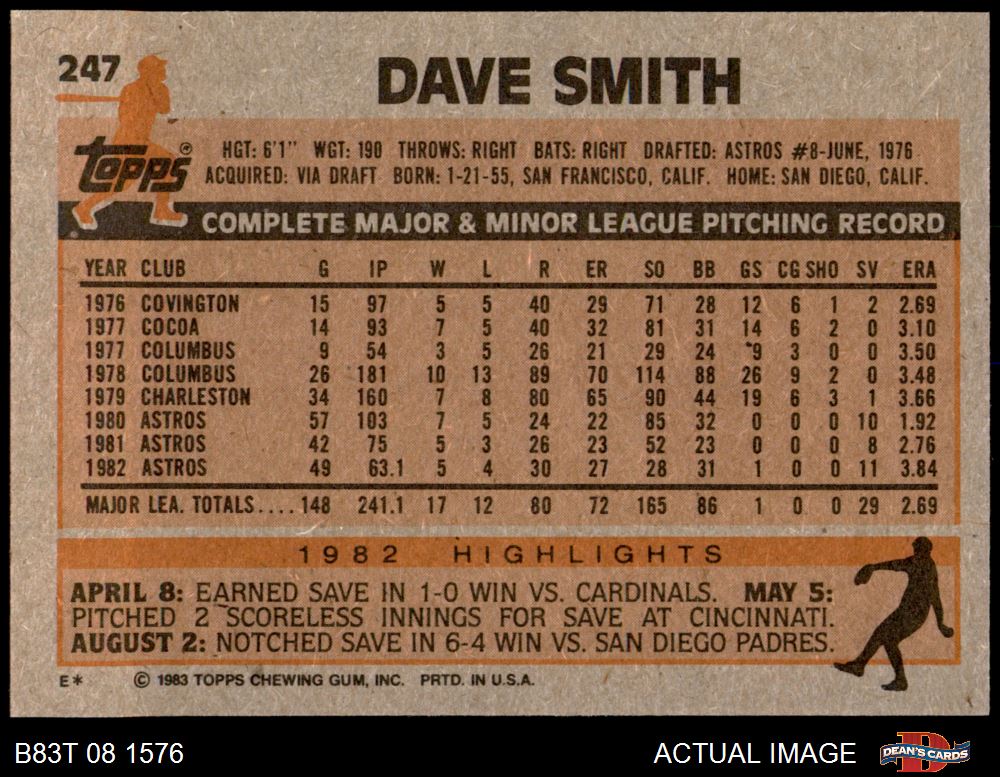 247
DAVE SMITH
Topps ®
HGT: 6'1" WGT: 190 THROWS: RIGHT BATS: RIGHT DRAFTED: ASTROS #8-JUNE, 1976
ACQUIRED: VIA DRAFT BORN: 1-21-55, SAN FRANCISCO, CALIF. HOME: SAN DIEGO, CALIF.
COMPLETE MAJOR & MINOR LEAGUE PITCHING RECORD
YEAR CLUB G IP W L R ER SO BB GS CG SHO SV ERA
1976 COVINGTON 15 97 5 5 40 29 71 28 12 6 1 2 2.69
1977 COCOA 14 93 7 5 40 32 81 31 14 6 2 0 3.10
1977 COLUMBUS 9 54 3 5 26 21 29 24 9 3 0 0 3.50
1978 COLUMBUS 26 181 10 13 89 70 114 88 26 9 2 0 3.48
1979 CHARLESTON 34 160 7 8 80 65 90 44 19 6 3 1 3.66
1980 ASTROS 57 103 7 5 24 22 85 32 0 0 0 10 1.92
1981 ASTROS 42 75 5 3 26 23 52 23 0 0 0 8 2.76
1982 ASTROS 49 63.1 5 4 30 27 28 31 1 0 0 11 3.84
MAJOR LEA. TOTALS.... 148 241.1 17 12 80 72 165 86 1 0 0 29 2.69
1982 HIGHLIGHTS
APRIL 8: EARNED SAVE IN 1-0 WIN VS. CARDINALS. MAY 5:
PITCHED 2 SCORELESS INNINGS FOR SAVE AT CINCINNATI.
AUGUST 2: NOTCHED SAVE IN 6-4 WIN VS. SAN DIEGO PADRES.
E* © 1983 TOPPS CHEWING GUM, INC. PRTD. IN U.S.A.
B83T 08 1576 ACTUAL IMAGE D DEAN'S CARDS